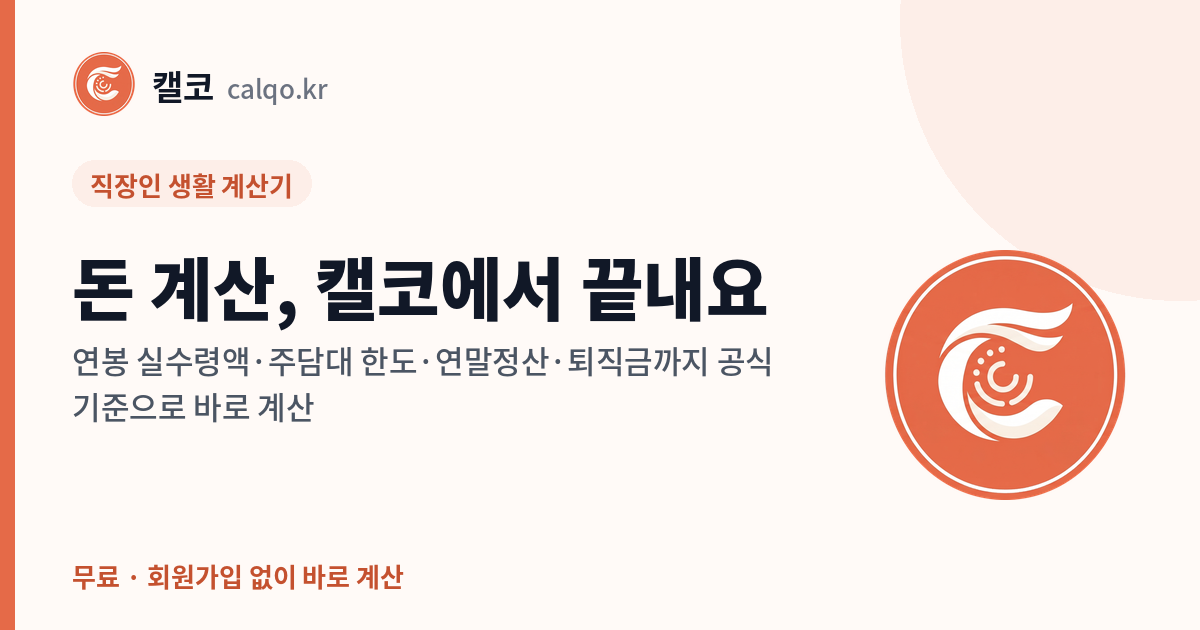 캘코 calqo.kr
직장인 생활 계산기
돈 계산, 캘코에서 끝내요
연봉 실수령액·주담대 한도·연말정산·퇴직금까지 공식
기준으로 바로 계산
무료 · 회원가입 없이 바로 계산